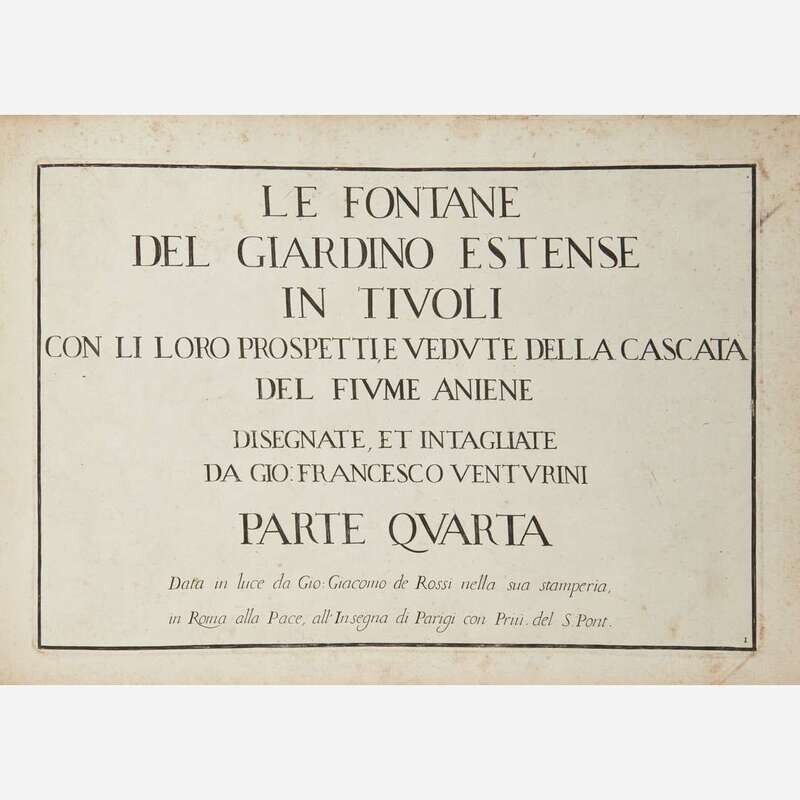 LE FONTANE
DEL GIARDINO ESTENSE
IN TIVOLI
CON LI LORO PROSPETTI, E VEDVTE DELLA CASCATA
DEL FIVME ANIENE
DISEGNATE, ET INTAGLIATE
DA GIO: FRANCESCO VENTVRINI
PARTE QVARTA
Data in luce da Gio: Giacomo de Rossi nella sua stamperia,
in Roma alla Pace, all' Insegna di Parigi con Priu. del S. Pont.
1